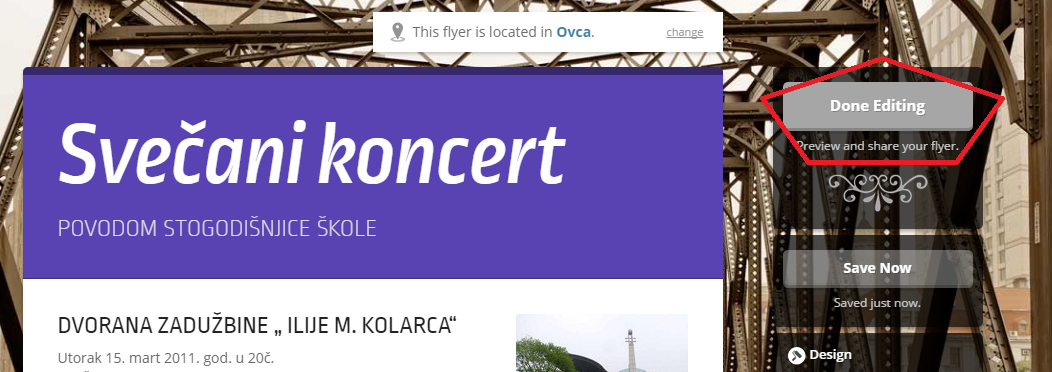 This flyer is located in Ovca.
change
Svečani koncert
POVODOM STOGODIŠNJICE ŠKOLE
DVORANA ZADUŽBINE „ ILIJE M. KOLARCA“
Utorak 15. mart 2011. god. u 20č.
Done Editing
Preview and share your flyer.
Save Now
Saved just now.
Design